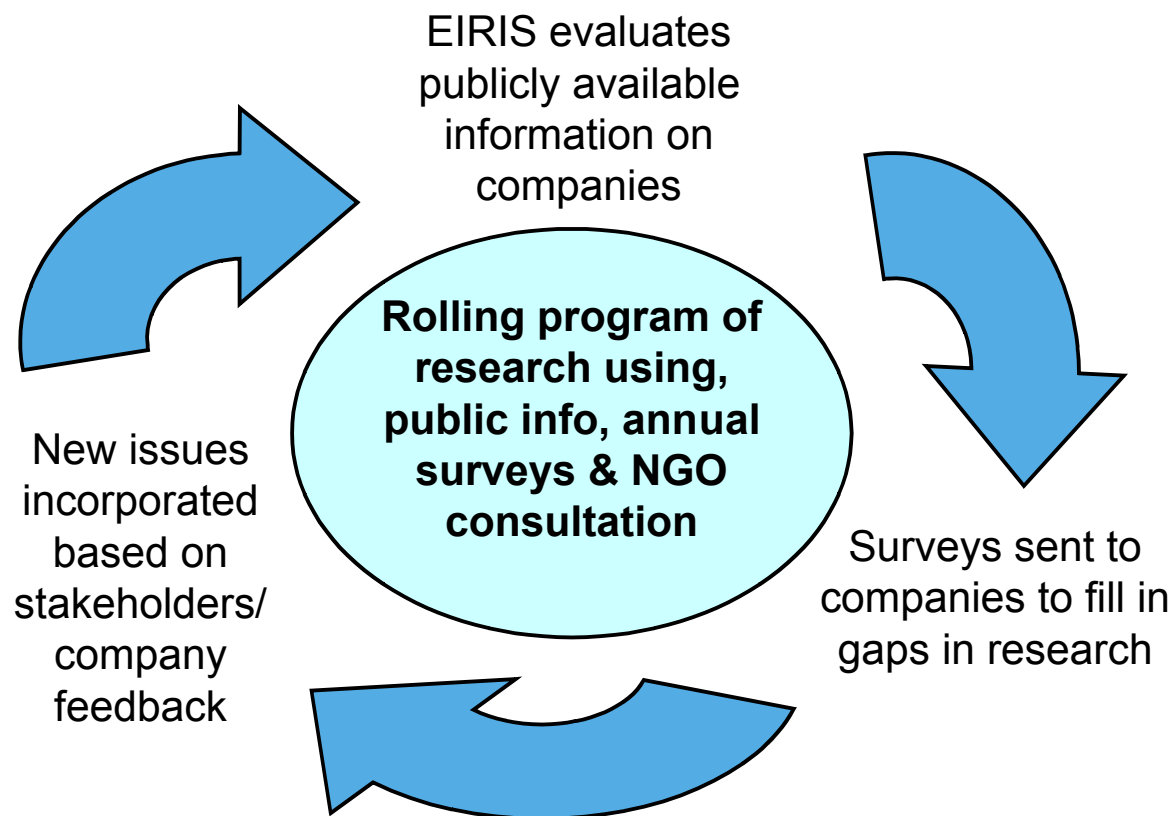 EIRIS evaluates
publicly available
information on
companies
Rolling program of
research using,
public info, annual
surveys & NGO
consultation
Surveys sent to
companies to fill in
gaps in research
New issues
incorporated
based on
stakeholders/
company
feedback